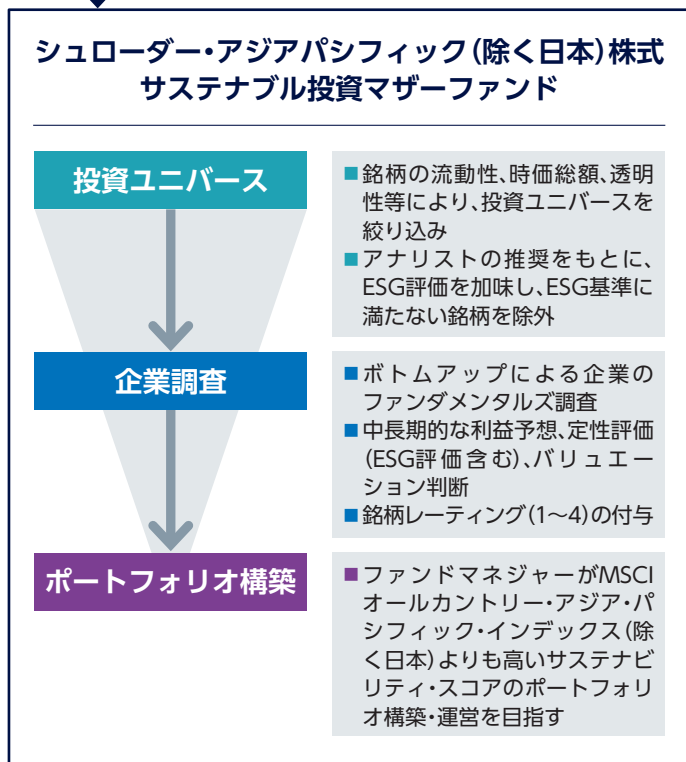 シュローダー・アジアパシフィック(除く日本)株式
サステナブル投資マザーファンド
投資ユニバース
■銘柄の流動性、時価総額、透明
性等により、投資ユニバースを
絞り込み
■アナリストの推奨をもとに、
ESG評価を加味し、ESG基準に
満たない銘柄を除外
企業調査
■ボトムアップによる企業の
ファンダメンタルズ調査
■中長期的な利益予想、定性評価
(ESG評価含む)、バリュエー
ション判断
■銘柄レーティング(1〜4)の付与
ポートフォリオ構築
■ファンドマネジャーがMSCI
オールカントリー・アジア・パ
シフィック・インデックス(除
く日本)よりも高いサステナビ
リティ・スコアのポートフォリ
オ構築・運営を目指す